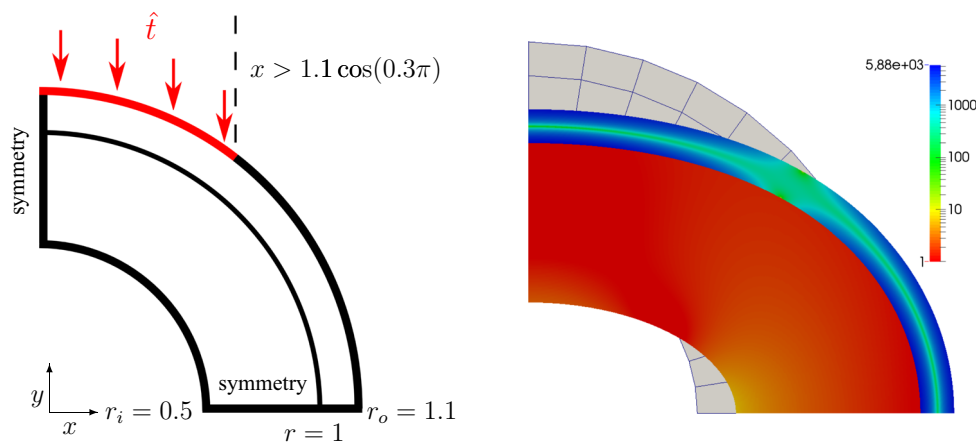 t̂
x > 1.1 cos(0.3π)
symmetry
symmetry
y
x
r_i = 0.5
r_o = 1.1
r = 1
5,88e+03
1000
100
10
1